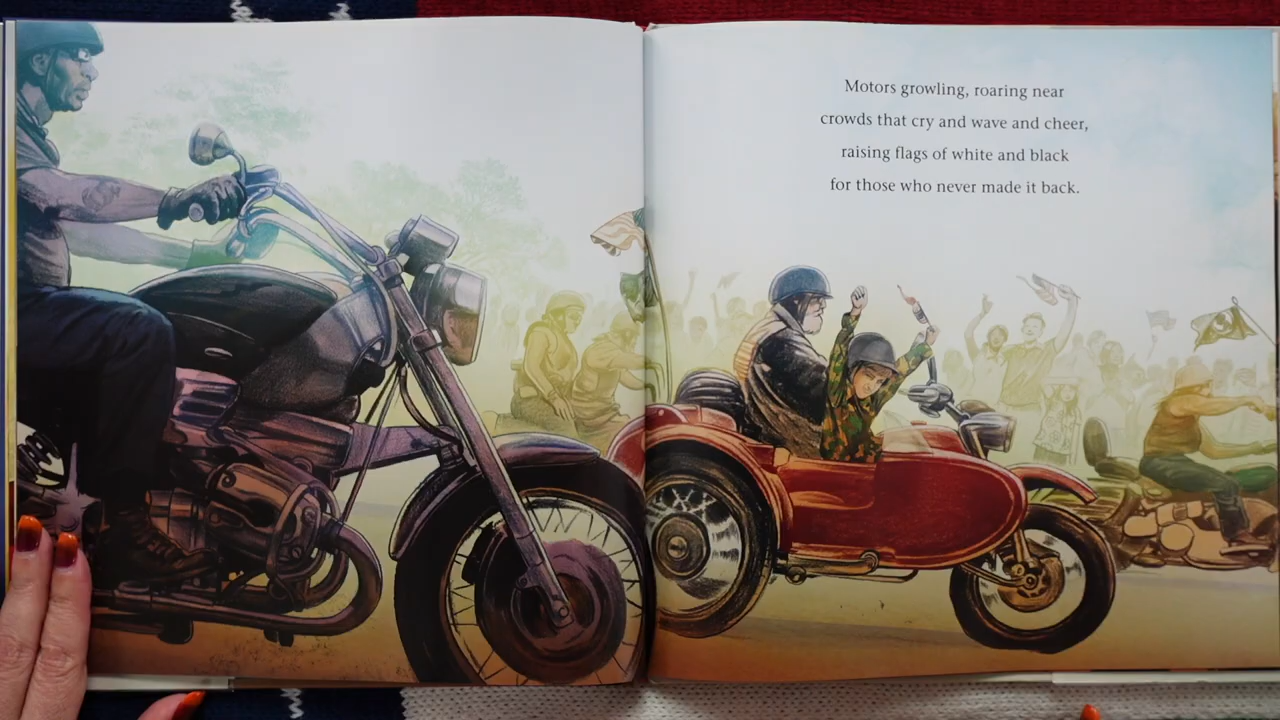 Motors growling, roaring near
crowds that cry and wave and cheer,
raising flags of white and black
for those who never made it back.